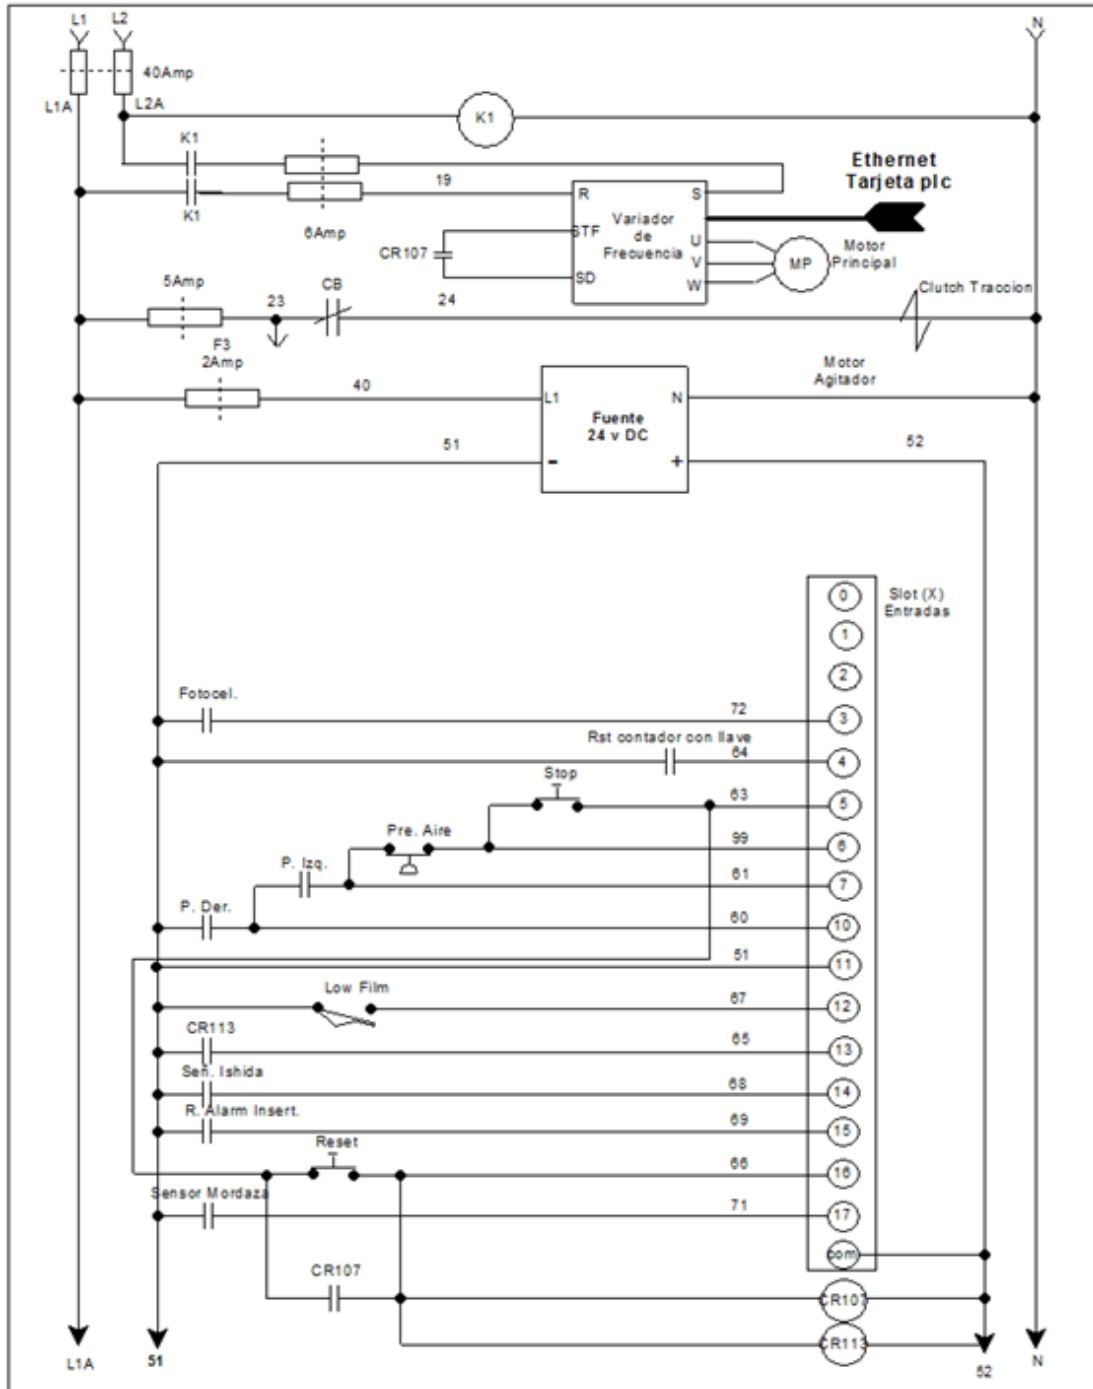 L1 L2 N
40Amp
L1A L2A
K1
K1
19
K1
6Amp
Ethernet
Tarjeta plc
R S
STF
SD
Variador
de
Frecuencia
U
V
W
MP
Motor
Principal
CR107
5Amp
23
CB
24
Clutch Traccion
F3
2Amp
40
Motor
Agitador
L1 N
Fuente
24 v DC
- +
51
52
Slot (X)
Entradas
0
1
2
Fotocel.
72
3
Rst contador con llave
64
4
Stop
63
5
Pre. Aire
99
6
P. Izq.
61
7
P. Der.
60
10
51
11
Low Film
67
12
CR113
65
13
Señ. Ishida
68
14
R. Alarm Insert.
69
15
Reset
66
16
Sensor Mordaza
71
17
com
CR107
CR107
CR113
L1A 51 52 N